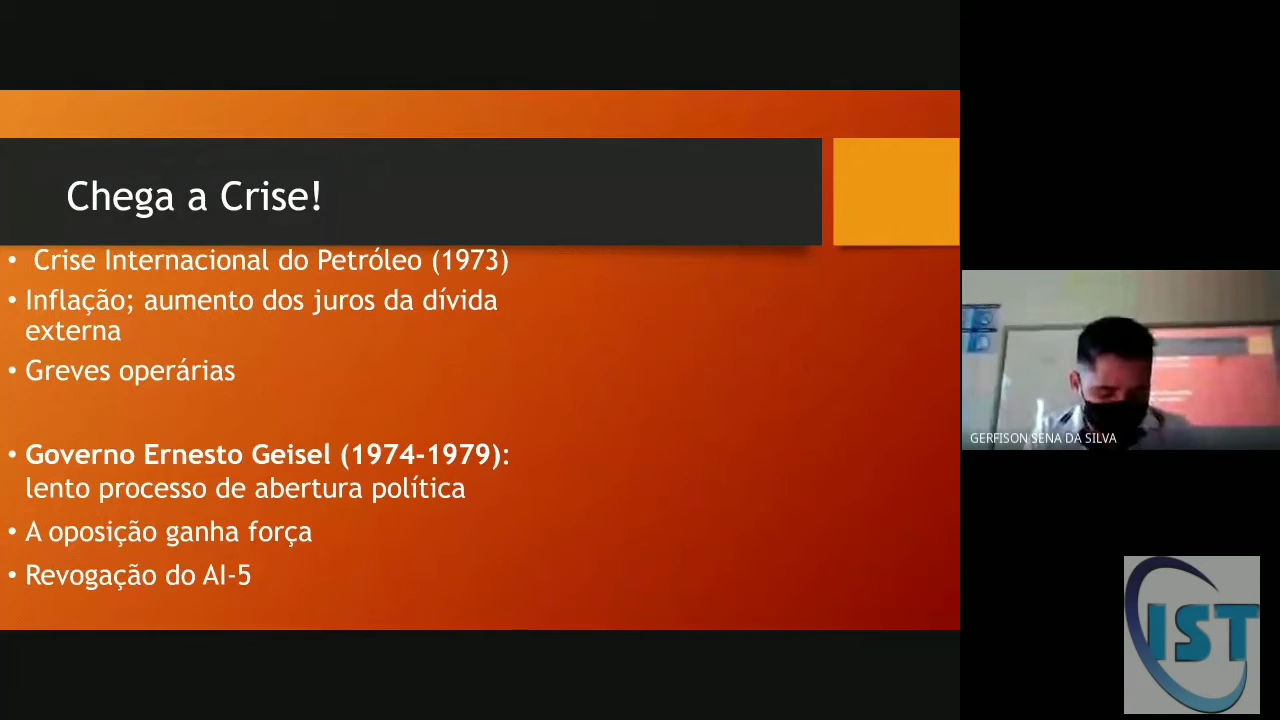 Chega a Crise!
• Crise Internacional do Petróleo (1973)
• Inflação; aumento dos juros da dívida
externa
• Greves operárias
• Governo Ernesto Geisel (1974-1979):
lento processo de abertura política
• A oposição ganha força
• Revogação do AI-5
GERFISON SENA DA SILVA
IST